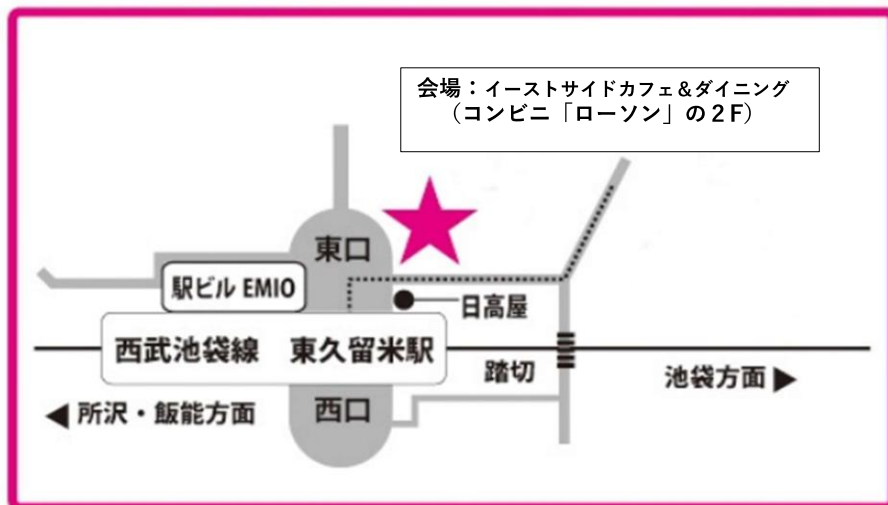 会場：イーストサイドカフェ＆ダイニング
（コンビニ「ローソン」の２F）
東口
駅ビル EMIO
日高屋
西武池袋線　東久留米駅
踏切
池袋方面▶
◀所沢・飯能方面
西口